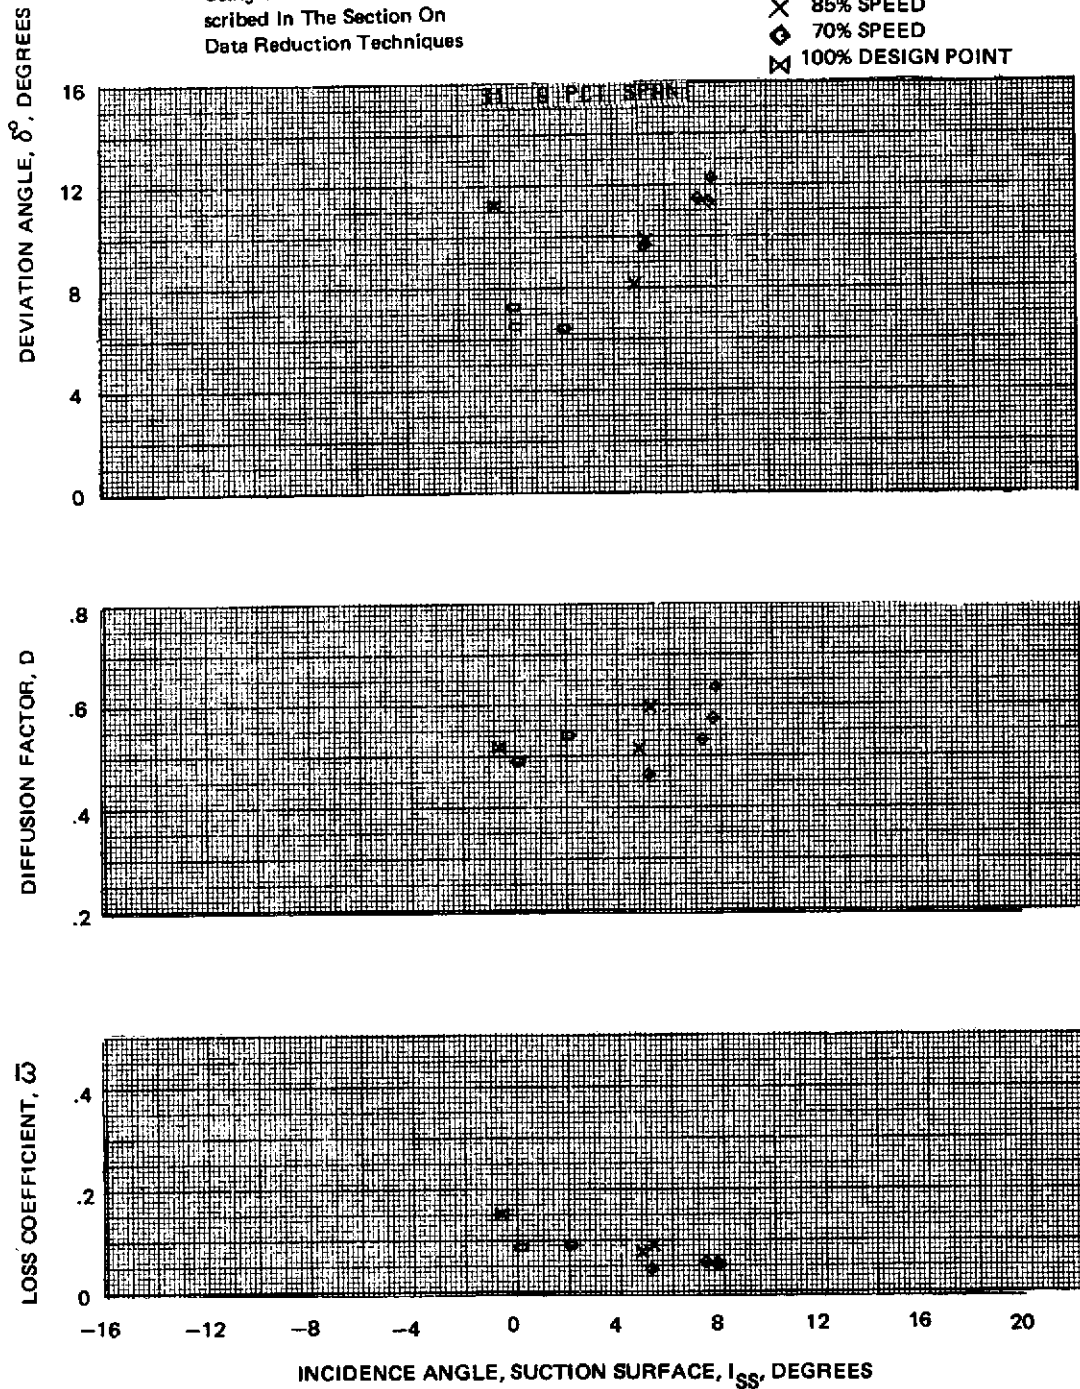 scribed In The Section On
Data Reduction Techniques
85% SPEED
70% SPEED
100% DESIGN POINT
DEVIATION ANGLE, δ°, DEGREES
16
12
8
4
0
DIFFUSION FACTOR, D
.8
.6
.4
.2
LOSS COEFFICIENT, ω̅
.4
.2
0
−16 −12 −8 −4 0 4 8 12 16 20
INCIDENCE ANGLE, SUCTION SURFACE, I_SS, DEGREES